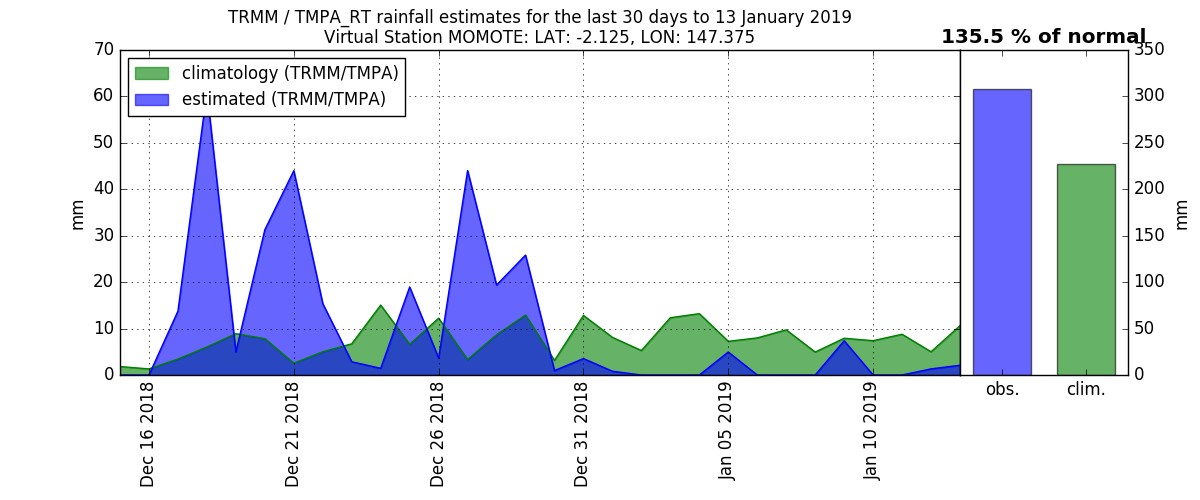 TRMM / TMPA_RT rainfall estimates for the last 30 days to 13 January 2019
Virtual Station MOMOTE: LAT: -2.125, LON: 147.375
135.5 % of normal
climatology (TRMM/TMPA)
estimated (TRMM/TMPA)
70
60
50
40
30
20
10
0
mm
Dec 16 2018
Dec 21 2018
Dec 26 2018
Dec 31 2018
Jan 05 2019
Jan 10 2019
obs.
clim.
350
300
250
200
150
100
50
0
mm